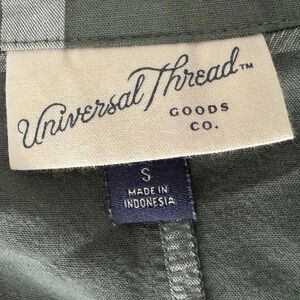 Universal Thread™
GOODS
CO.
S
MADE IN
INDONESIA